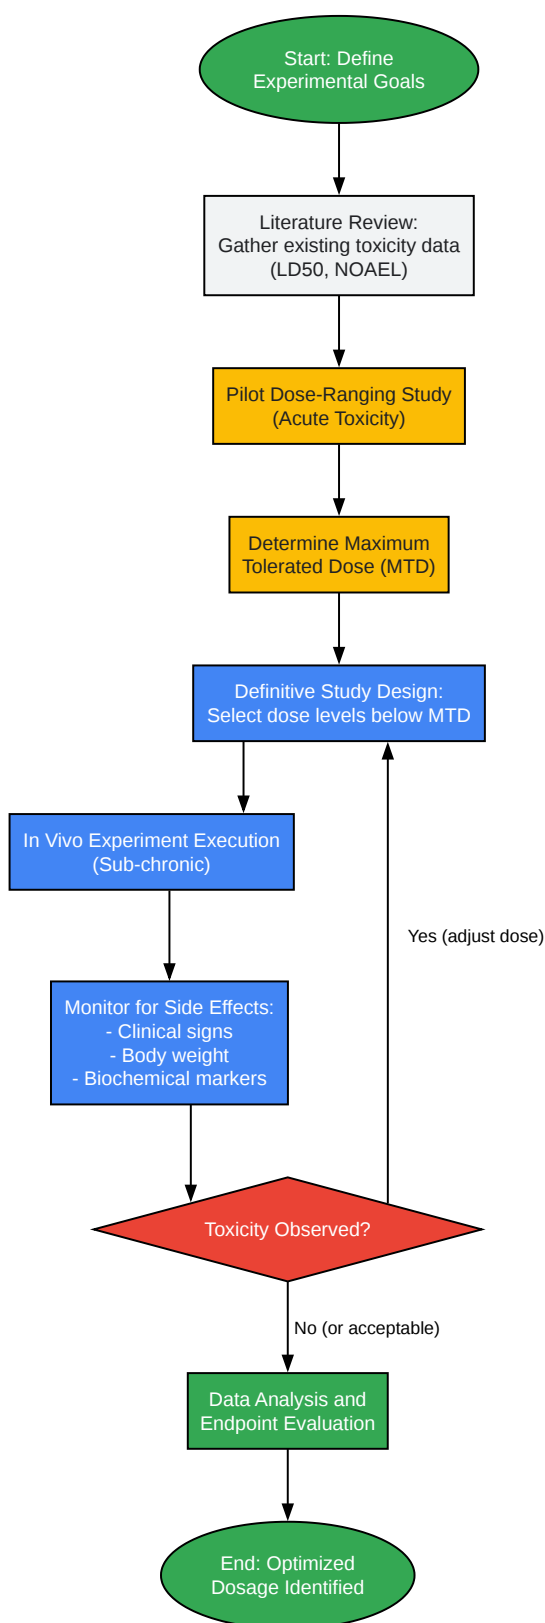 Start: Define
Experimental Goals
Literature Review:
Gather existing toxicity data
(LD50, NOAEL)
Pilot Dose-Ranging Study
(Acute Toxicity)
Determine Maximum
Tolerated Dose (MTD)
Definitive Study Design:
Select dose levels below MTD
In Vivo Experiment Execution
(Sub-chronic)
Yes (adjust dose)
Monitor for Side Effects:
- Clinical signs
- Body weight
- Biochemical markers
Toxicity Observed?
No (or acceptable)
Data Analysis and
Endpoint Evaluation
End: Optimized
Dosage Identified